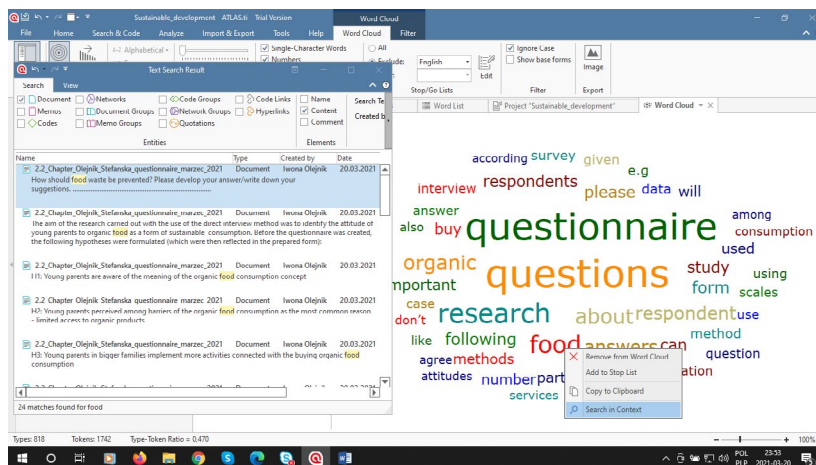 Sustainable_development ATLAS.ti Trial Version
Word Cloud
File Home Search & Code Analyze Import & Export Tools Help Word Cloud Filter
A-Z Alphabetical
Single-Character Words
Numbers
All
Exclude:
English
Edit
Stop/Go Lists
Ignore Case
Show base forms
Filter
Image
Export
Text Search Result
Search View
Document Networks Code Groups Code Links Name Search Te
Memos Document Groups Network Groups Hyperlinks Content Created b
Codes Memo Groups Quotations Comment
Entities Elements
Name Type Created by Date
2.2_Chapter_Olejnik_Stefanska_questionnaire_marzec_2021 Document Iwona Olejnik 20.03.2021
How should food waste be prevented? Please develop your answer/write down your
suggestions.
2.2_Chapter_Olejnik_Stefanska_questionnaire_marzec_2021 Document Iwona Olejnik 20.03.2021
The aim of the research carried out with the use of the direct interview method was to identify the attitude of
young parents to organic food as a form of sustainable consumption. Before the questionnaire was created,
the following hypotheses were formulated (which were then reflected in the prepared form):
2.2_Chapter_Olejnik_Stefanska_questionnaire_marzec_2021 Document Iwona Olejnik 20.03.2021
H1: Young parents are aware of the meaning of the organic food consumption concept
2.2_Chapter_Olejnik_Stefanska_questionnaire_marzec_2021 Document Iwona Olejnik 20.03.2021
H2: Young parents perceived among barriers of the organic food consumption as the most common reason
- limited access to organic products
2.2_Chapter_Olejnik_Stefanska_questionnaire_marzec_2021 Document Iwona Olejnik 20.03.2021
H3: Young parents in bigger families implement more activities connected with the buying organic food
consumption
24 matches found for food
Word List Project "Sustainable_development" Word Cloud
according survey given
e.g
interview respondents please data will
answer
also buy questionnaire among
consumption
used
organic questions study using
mportant form scales
case
don't research about respondent use
like following food answers can method
agree methods question
attitudes number part ation
services
Remove from Word Cloud
Add to Stop List
Copy to Clipboard
Search in Context
Types: 818 Tokens: 1742 Type-Token Ratio = 0,470
100%
POL 23:53
PLP 2021-03-20